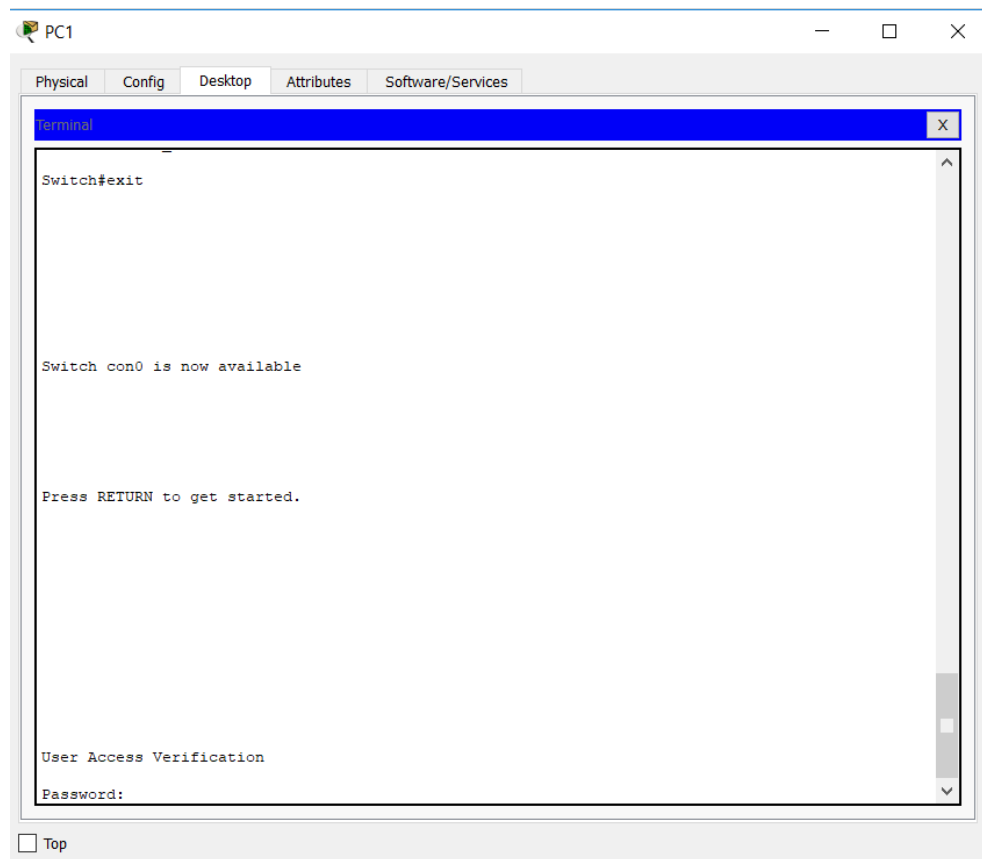 PC1
Physical Config Desktop Attributes Software/Services
Terminal X
Switch#exit
Switch con0 is now available
Press RETURN to get started.
User Access Verification
Password:
Top